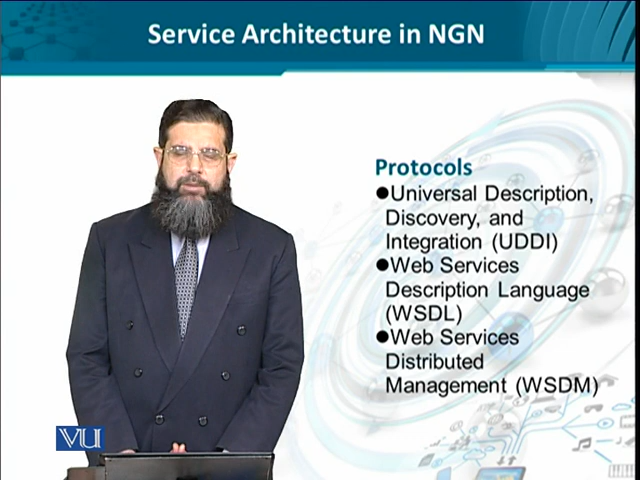 Service Architecture in NGN
Protocols
●Universal Description,
Discovery, and
Integration (UDDI)
●Web Services
Description Language
(WSDL)
●Web Services
Distributed
Management (WSDM)
VU